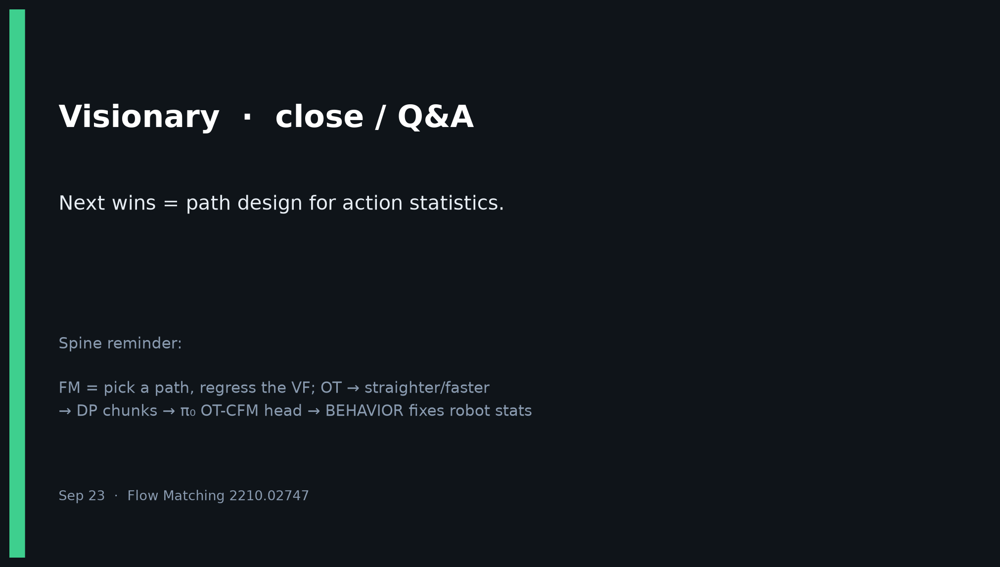 Visionary · close / Q&A
Next wins = path design for action statistics.
Spine reminder:
FM = pick a path, regress the VF; OT → straighter/faster
→ DP chunks → π₀ OT-CFM head → BEHAVIOR fixes robot stats
Sep 23 · Flow Matching 2210.02747